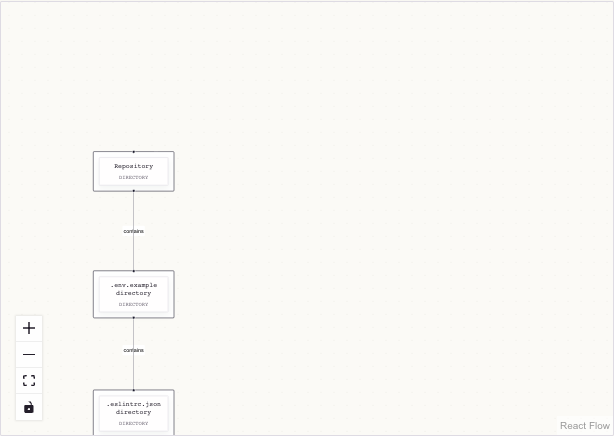 Repository
DIRECTORY
contains
.env.example
directory
DIRECTORY
contains
.eslintrc.json
directory
DIRECTORY
React Flow